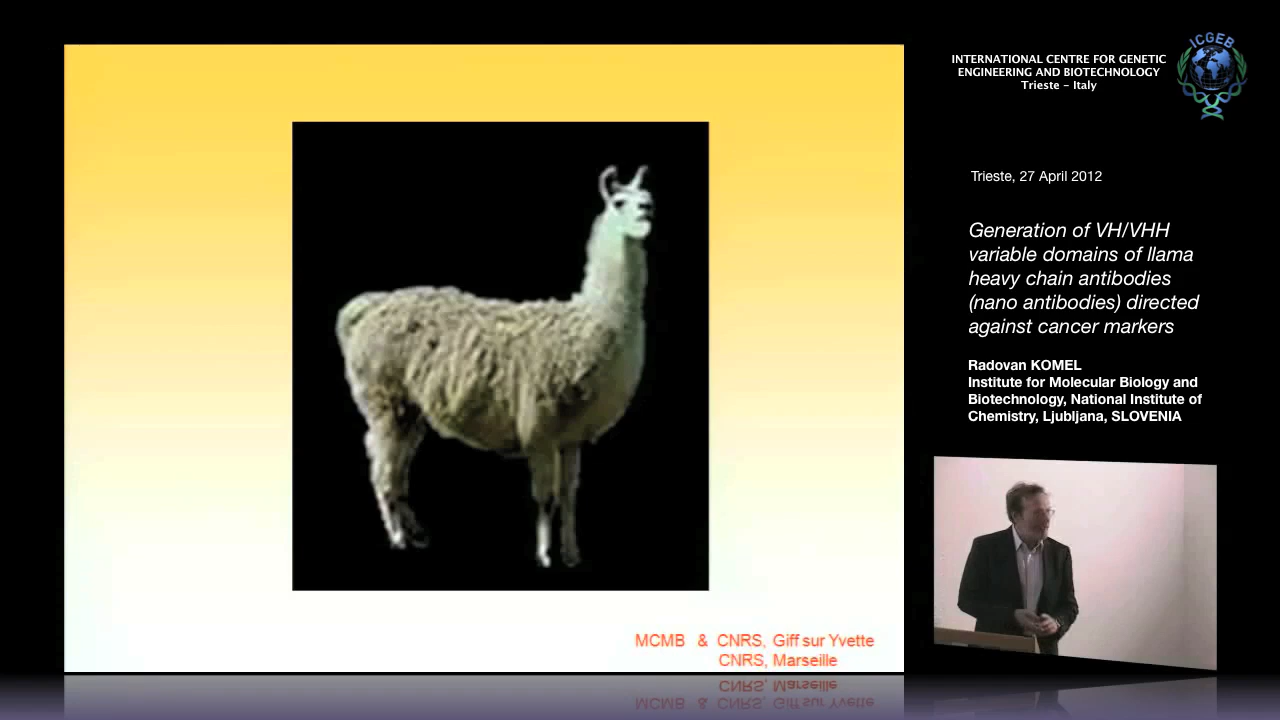 ICGEB
INTERNATIONAL CENTRE FOR GENETIC
ENGINEERING AND BIOTECHNOLOGY
Trieste – Italy
Trieste, 27 April 2012
Generation of VH/VHH
variable domains of llama
heavy chain antibodies
(nano antibodies) directed
against cancer markers
Radovan KOMEL
Institute for Molecular Biology and
Biotechnology, National Institute of
Chemistry, Ljubljana, SLOVENIA
MCMB & CNRS, Giff sur Yvette
CNRS, Marseille